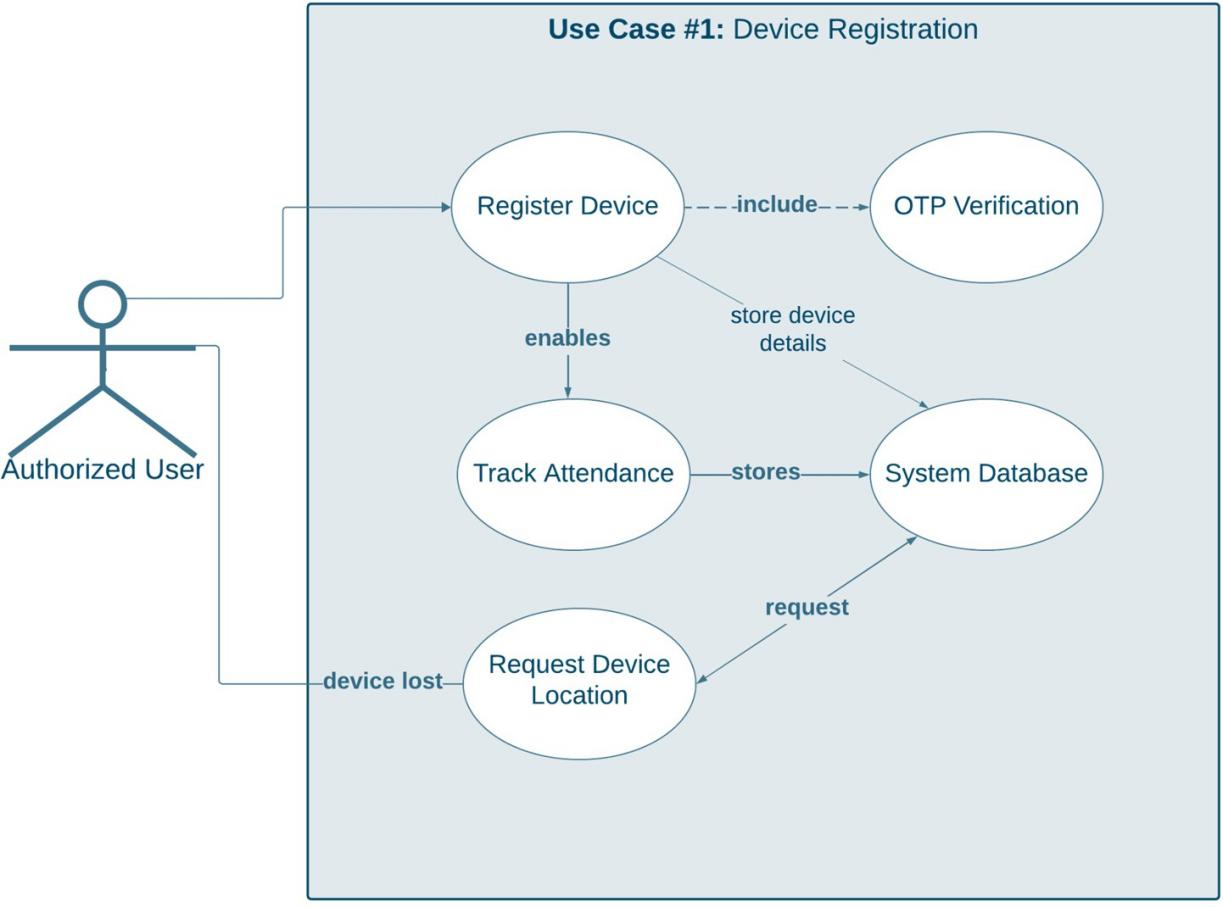 Use Case #1: Device Registration
Register Device
include
OTP Verification
store device
details
enables
Authorized User
Track Attendance
stores
System Database
request
Request Device
Location
device lost